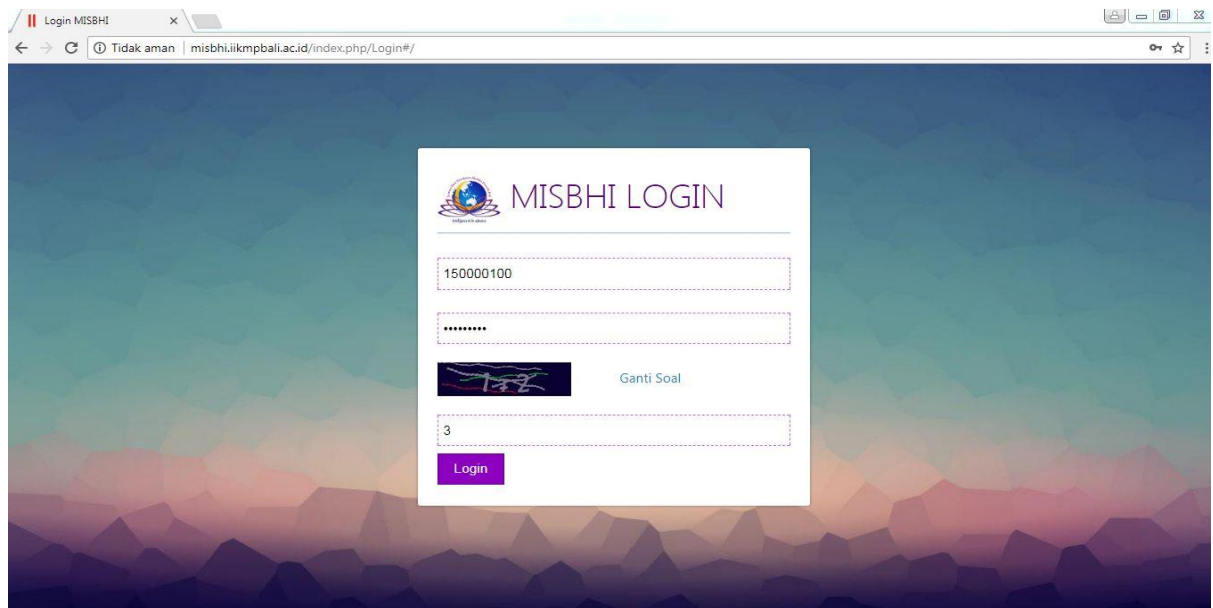 Login MISBHI
Tidak aman | misbhi.iikmpbali.ac.id/index.php/Login#/
MISBHI LOGIN
150000100
•••••••••
Ganti Soal
3
Login